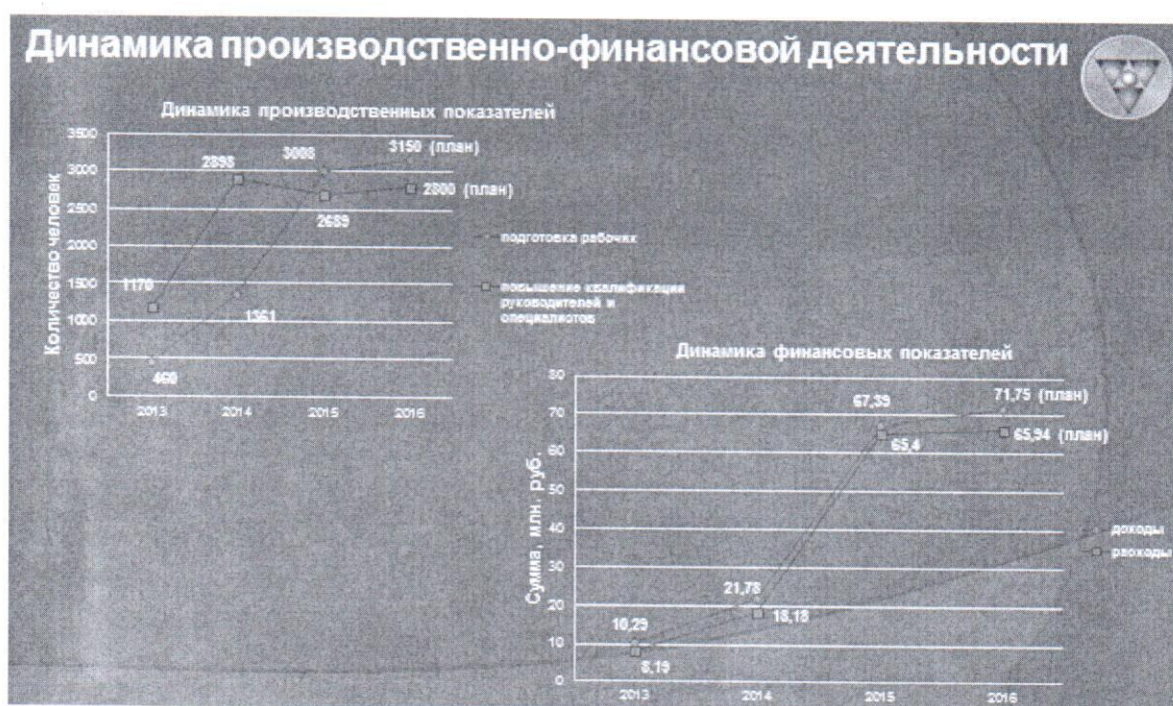 Динамика производственно-финансовой деятельности
Динамика производственных показателей
Количество человек
3500
3000
2500
2000
1500
1000
500
0
2013
2014
2015
2016
1170
2898
2689
2800 (план)
460
1361
3008
3150 (план)
подготовка рабочих
повышение квалификации
руководителей и
специалистов
Динамика финансовых показателей
Сумма, млн. руб.
80
70
60
50
40
30
20
10
0
2013
2014
2015
2016
10,29
21,78
67,39
71,75 (план)
8,19
18,18
65,4
65,94 (план)
доходы
расходы